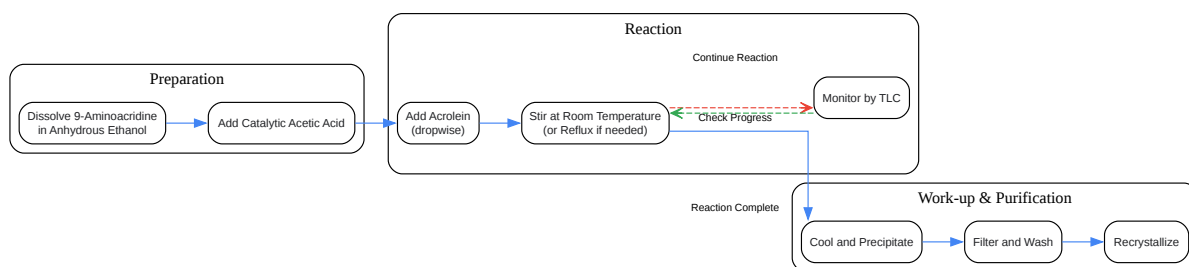 Preparation
Dissolve 9-Aminoacridine
in Anhydrous Ethanol
Add Catalytic Acetic Acid
Reaction
Continue Reaction
Add Acrolein
(dropwise)
Stir at Room Temperature
(or Reflux if needed)
Check Progress
Monitor by TLC
Reaction Complete
Work-up & Purification
Cool and Precipitate
Filter and Wash
Recrystallize